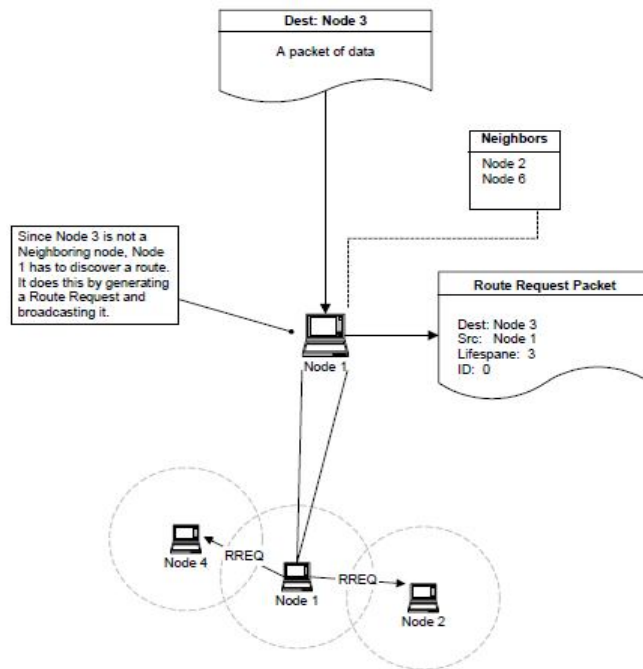 Dest: Node 3
A packet of data
Neighbors
Node 2
Node 6
Since Node 3 is not a
Neighboring node, Node
1 has to discover a route.
It does this by generating
a Route Request and
broadcasting it.
Route Request Packet
Dest: Node 3
Src: Node 1
Lifespane: 3
ID: 0
Node 1
Node 4
RREQ
Node 1
RREQ
Node 2